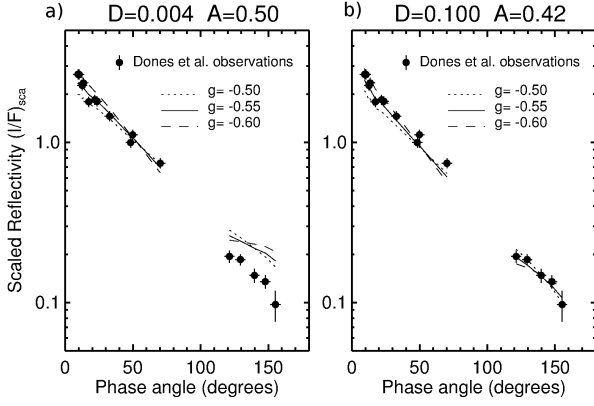 a) D=0.004 A=0.50
Dones et al. observations
g= -0.50
g= -0.55
g= -0.60
1.0
0.1
Scaled Reflectivity (I/F)sca
0 50 100 150
Phase angle (degrees)
b) D=0.100 A=0.42
Dones et al. observations
g= -0.50
g= -0.55
g= -0.60
1.0
0.1
0 50 100 150
Phase angle (degrees)